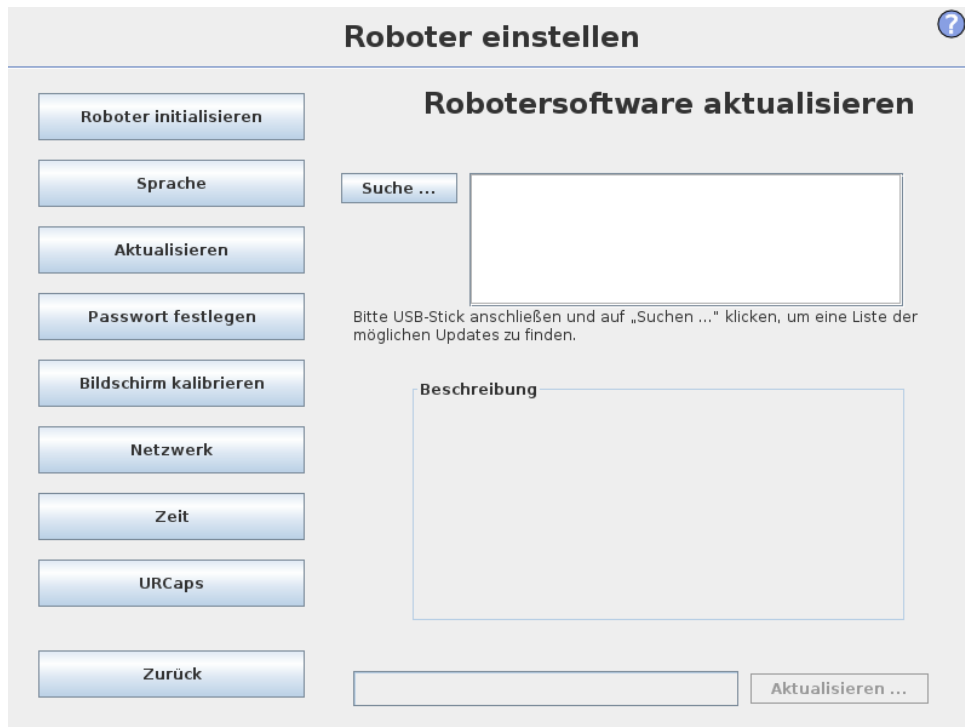 Roboter einstellen
?
Roboter initialisieren
Sprache
Aktualisieren
Passwort festlegen
Bildschirm kalibrieren
Netzwerk
Zeit
URCaps
Zurück
Robotersoftware aktualisieren
Suche ...
Bitte USB-Stick anschließen und auf „Suchen ..." klicken, um eine Liste der
möglichen Updates zu finden.
Beschreibung
Aktualisieren ...